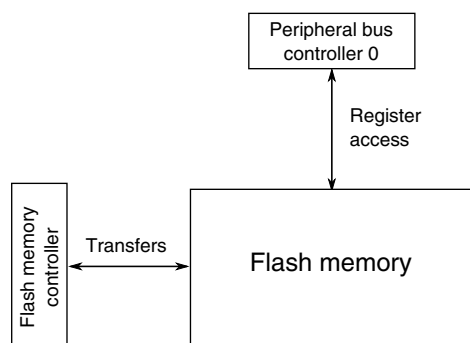 Peripheral bus
controller 0
Register
access
Flash memory
controller
Transfers
Flash memory